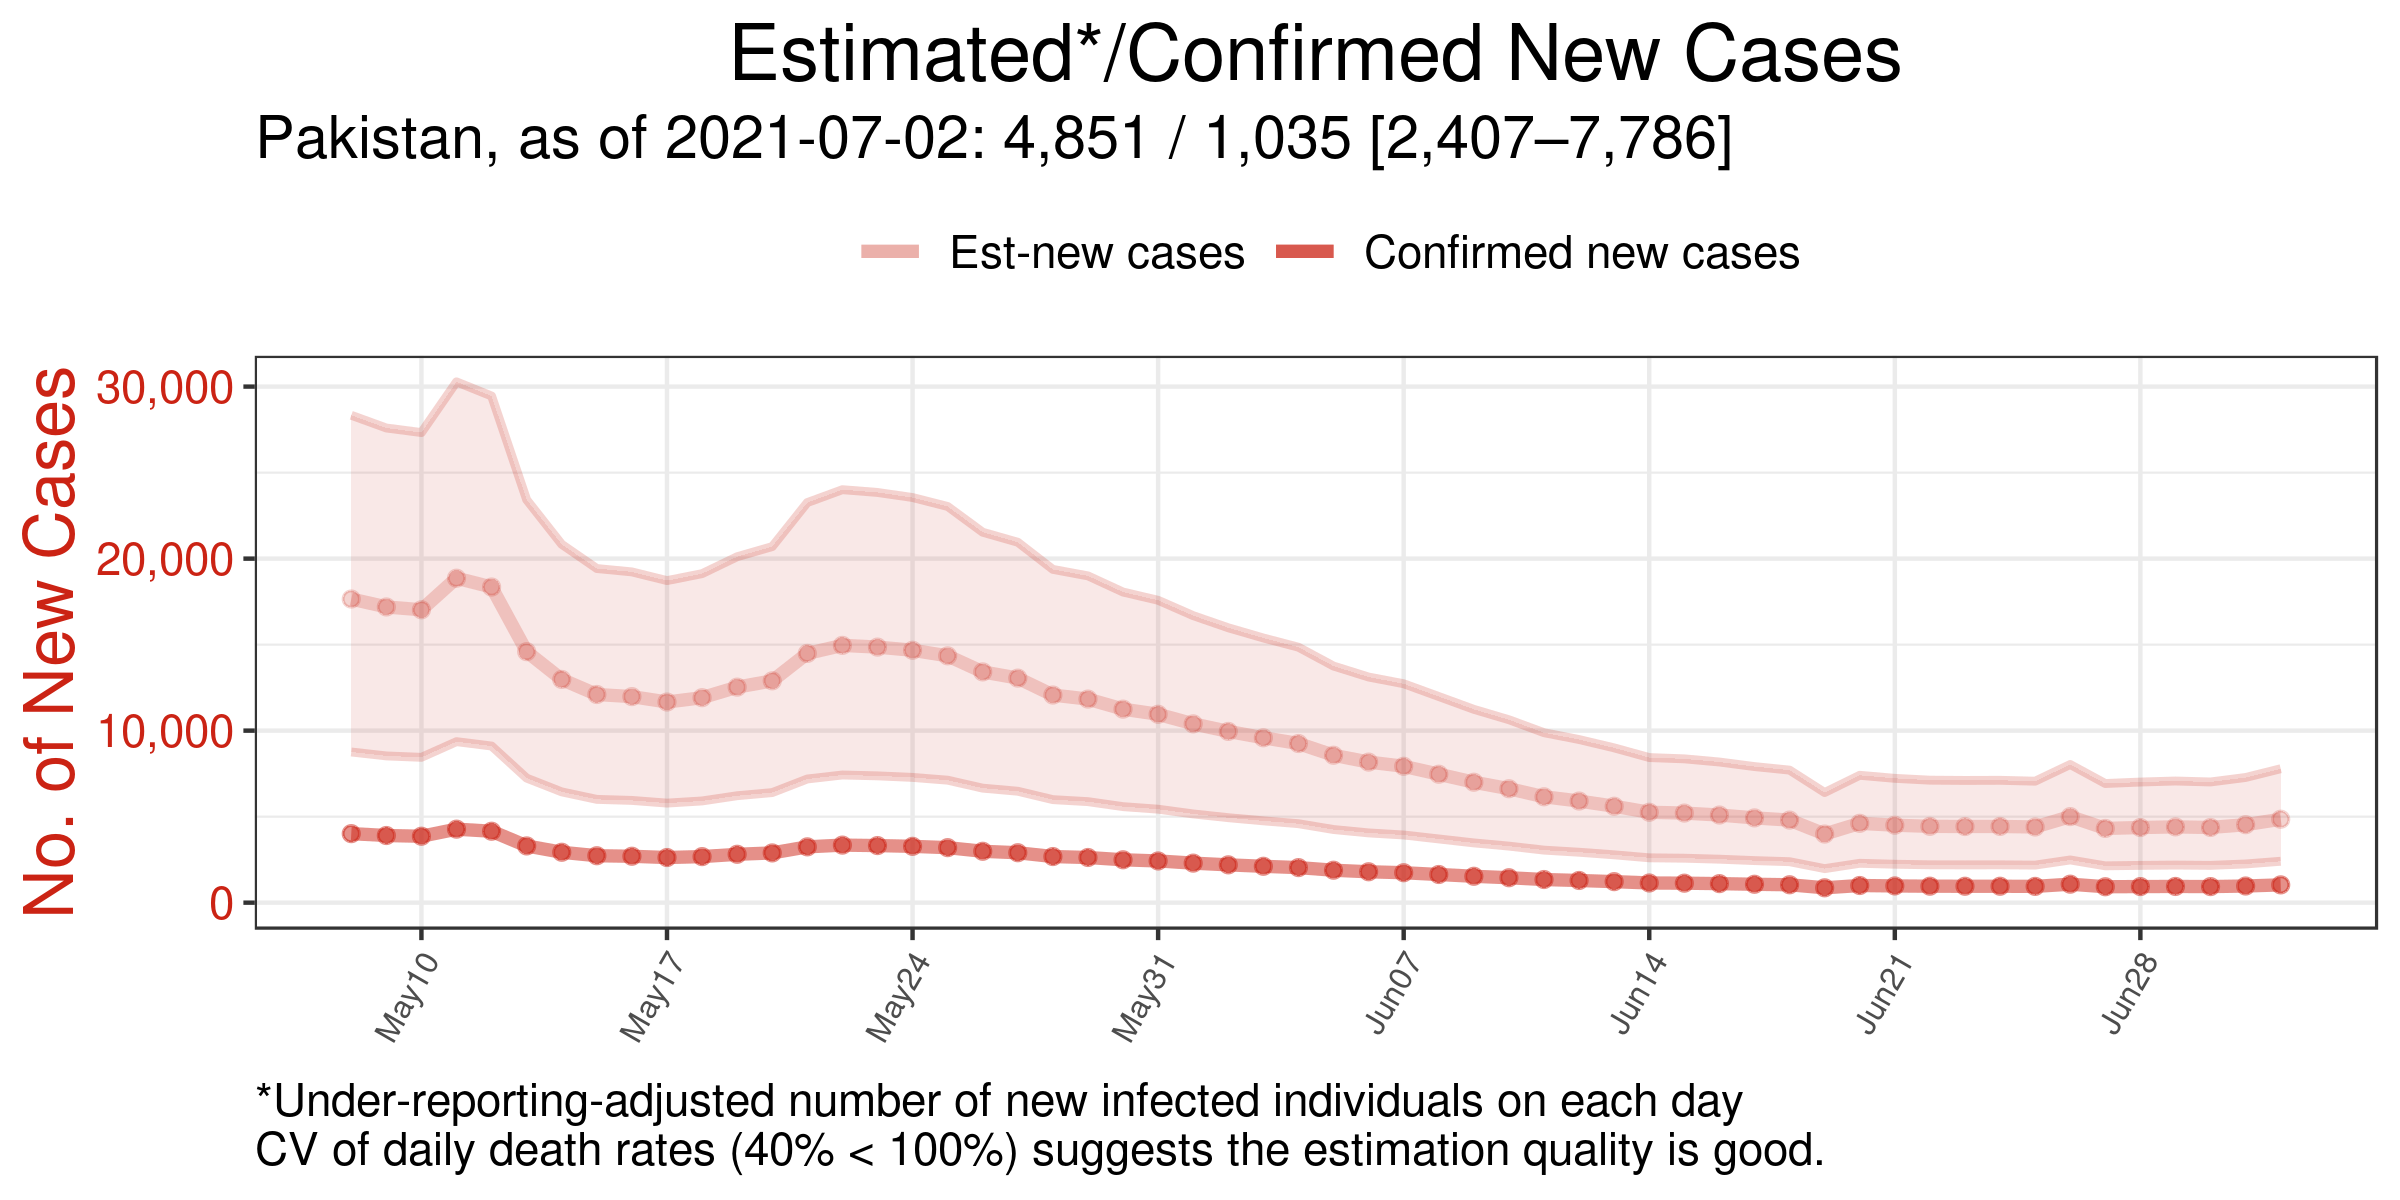 Estimated*/Confirmed New Cases
Pakistan, as of 2021-07-02: 4,851 / 1,035 [2,407–7,786]
Est-new cases
Confirmed new cases
No. of New Cases
30,000
20,000
10,000
0
May10
May17
May24
May31
Jun07
Jun14
Jun21
Jun28
*Under-reporting-adjusted number of new infected individuals on each day
CV of daily death rates (40% < 100%) suggests the estimation quality is good.